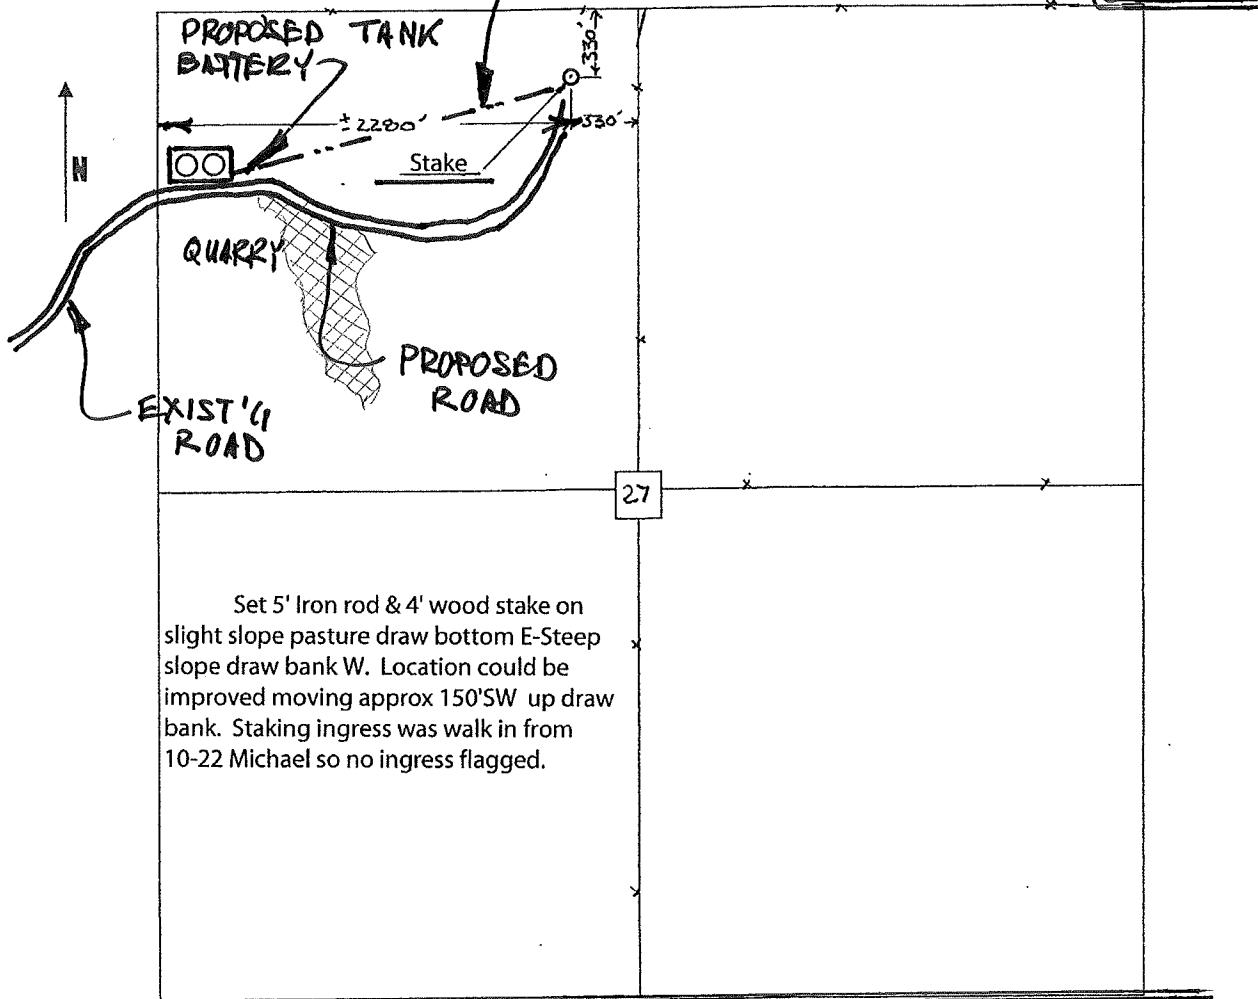 PROPOSED TANK
BATTERY
330'
±2280'
330'
N
Stake
QUARRY
PROPOSED
ROAD
EXIST'G
ROAD
27
Set 5' Iron rod & 4' wood stake on
slight slope pasture draw bottom E-Steep
slope draw bank W. Location could be
improved moving approx 150'SW up draw
bank. Staking ingress was walk in from
10-22 Michael so no ingress flagged.